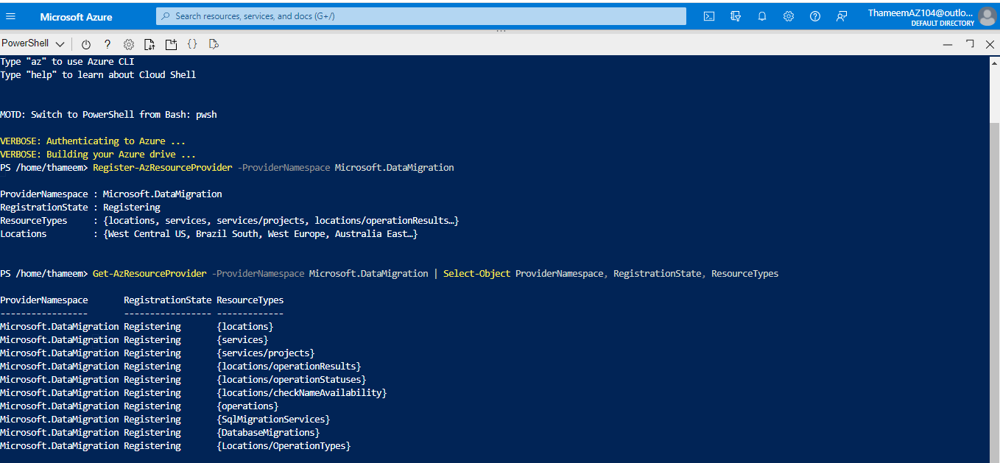 Microsoft Azure
Search resources, services, and docs (G+/)
ThameemAZ104@outlo...
DEFAULT DIRECTORY
PowerShell
Type "az" to use Azure CLI
Type "help" to learn about Cloud Shell
MOTD: Switch to PowerShell from Bash: pwsh
VERBOSE: Authenticating to Azure ...
VERBOSE: Building your Azure drive ...
PS /home/thameem> Register-AzResourceProvider -ProviderNamespace Microsoft.DataMigration
ProviderNamespace : Microsoft.DataMigration
RegistrationState : Registering
ResourceTypes     : {locations, services, services/projects, locations/operationResults…}
Locations         : {West Central US, Brazil South, West Europe, Australia East…}
PS /home/thameem> Get-AzResourceProvider -ProviderNamespace Microsoft.DataMigration | Select-Object ProviderNamespace, RegistrationState, ResourceTypes
ProviderNamespace       RegistrationState ResourceTypes
-----------------       ----------------- -------------
Microsoft.DataMigration Registering       {locations}
Microsoft.DataMigration Registering       {services}
Microsoft.DataMigration Registering       {services/projects}
Microsoft.DataMigration Registering       {locations/operationResults}
Microsoft.DataMigration Registering       {locations/operationStatuses}
Microsoft.DataMigration Registering       {locations/checkNameAvailability}
Microsoft.DataMigration Registering       {operations}
Microsoft.DataMigration Registering       {SqlMigrationServices}
Microsoft.DataMigration Registering       {DatabaseMigrations}
Microsoft.DataMigration Registering       {Locations/OperationTypes}